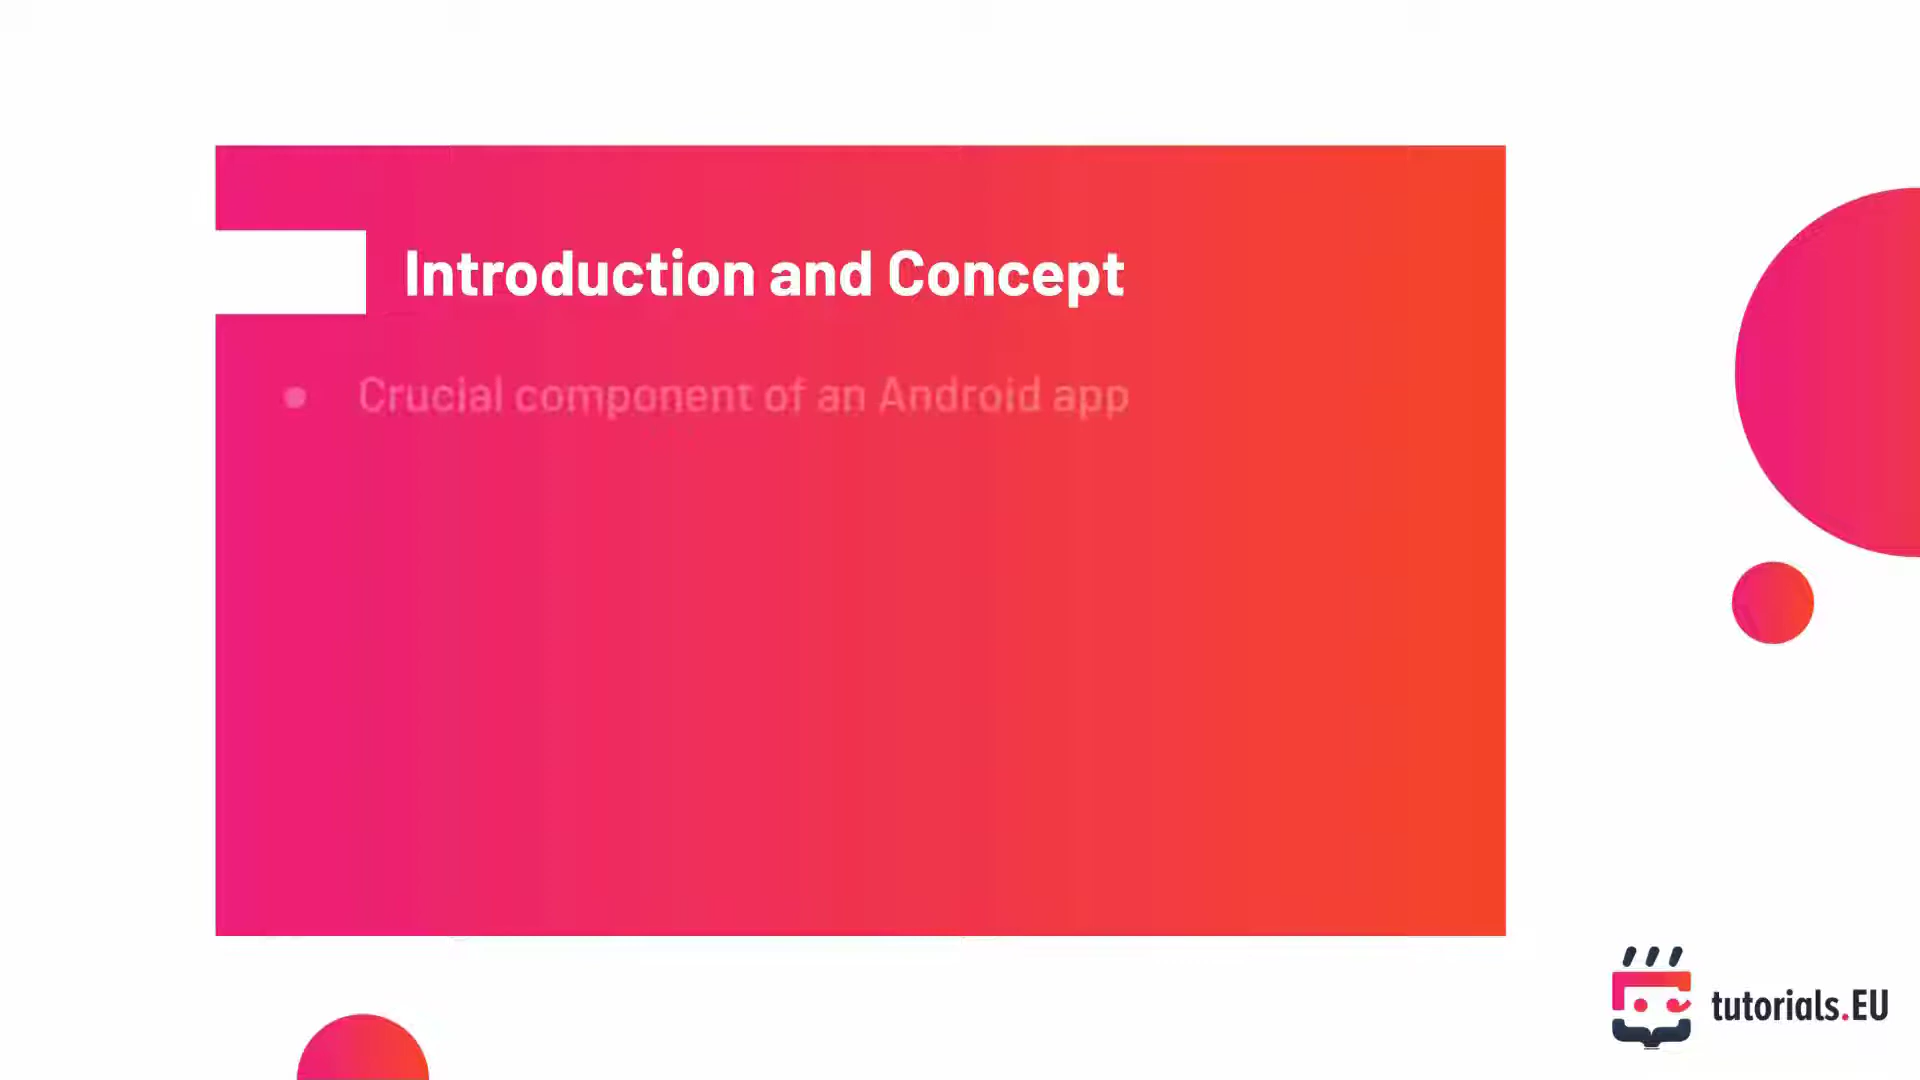 Introduction and Concept
● Crucial component of an Android app
tutorials.EU